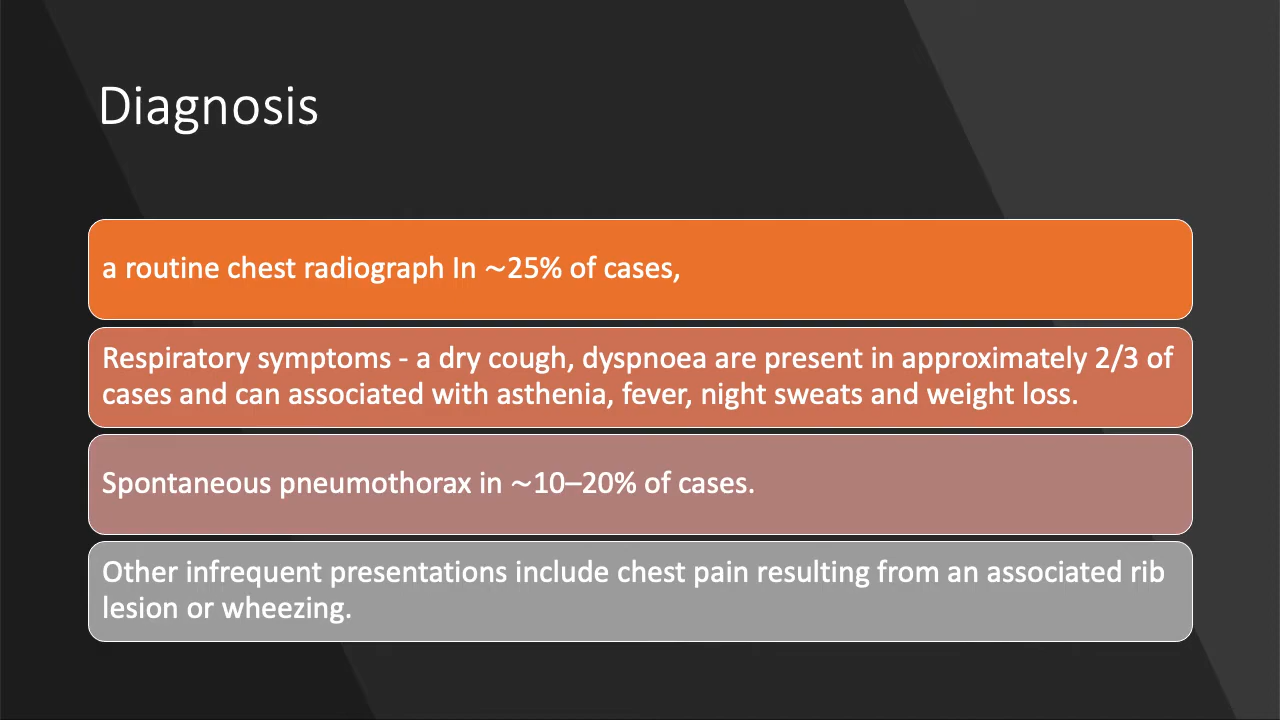 Diagnosis
a routine chest radiograph In ~25% of cases,
Respiratory symptoms - a dry cough, dyspnoea are present in approximately 2/3 of
cases and can associated with asthenia, fever, night sweats and weight loss.
Spontaneous pneumothorax in ~10–20% of cases.
Other infrequent presentations include chest pain resulting from an associated rib
lesion or wheezing.